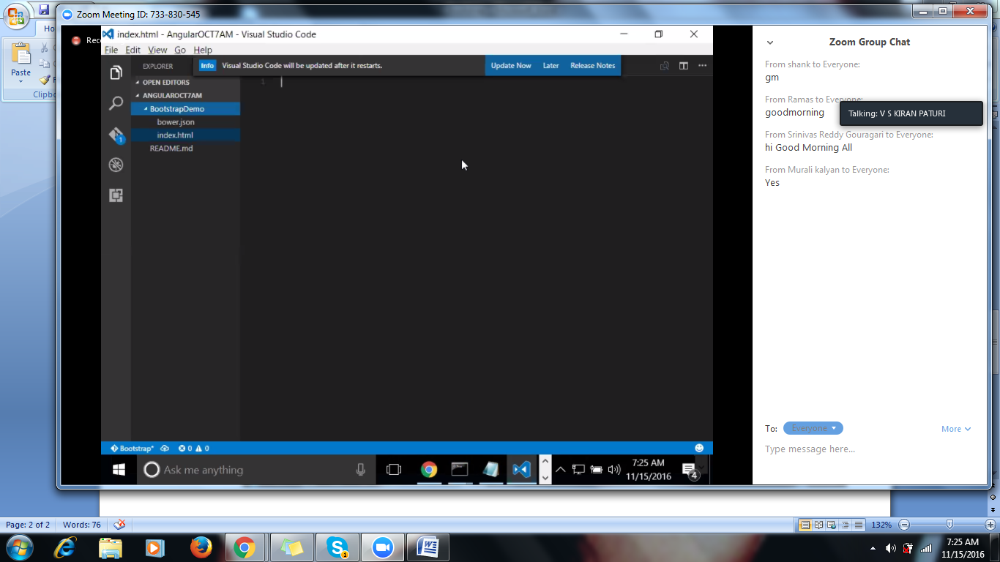 Zoom Meeting ID: 733-830-545
Paste
Zoom Group Chat
From shank to Everyone:
gm
From Ramas to Everyone:
goodmorning
Talking: V S KIRAN PATURI
From Srinivas Reddy Gouragari to Everyone:
hi Good Morning All
From Murali kalyan to Everyone:
Yes
To: Everyone
More
Type message here...
index.html - AngularOCT7AM - Visual Studio Code
File Edit View Go Help
EXPLORER
Info Visual Studio Code will be updated after it restarts. Update Now Later Release Notes
OPEN EDITORS
1
ANGULAROCT7AM
BootstrapDemo
bower.json
index.html
1
README.md
Bootstrap* 0 0
Ask me anything
7:25 AM
11/15/2016
4
Page: 2 of 2 Words: 76
132%
1
7:25 AM
11/15/2016